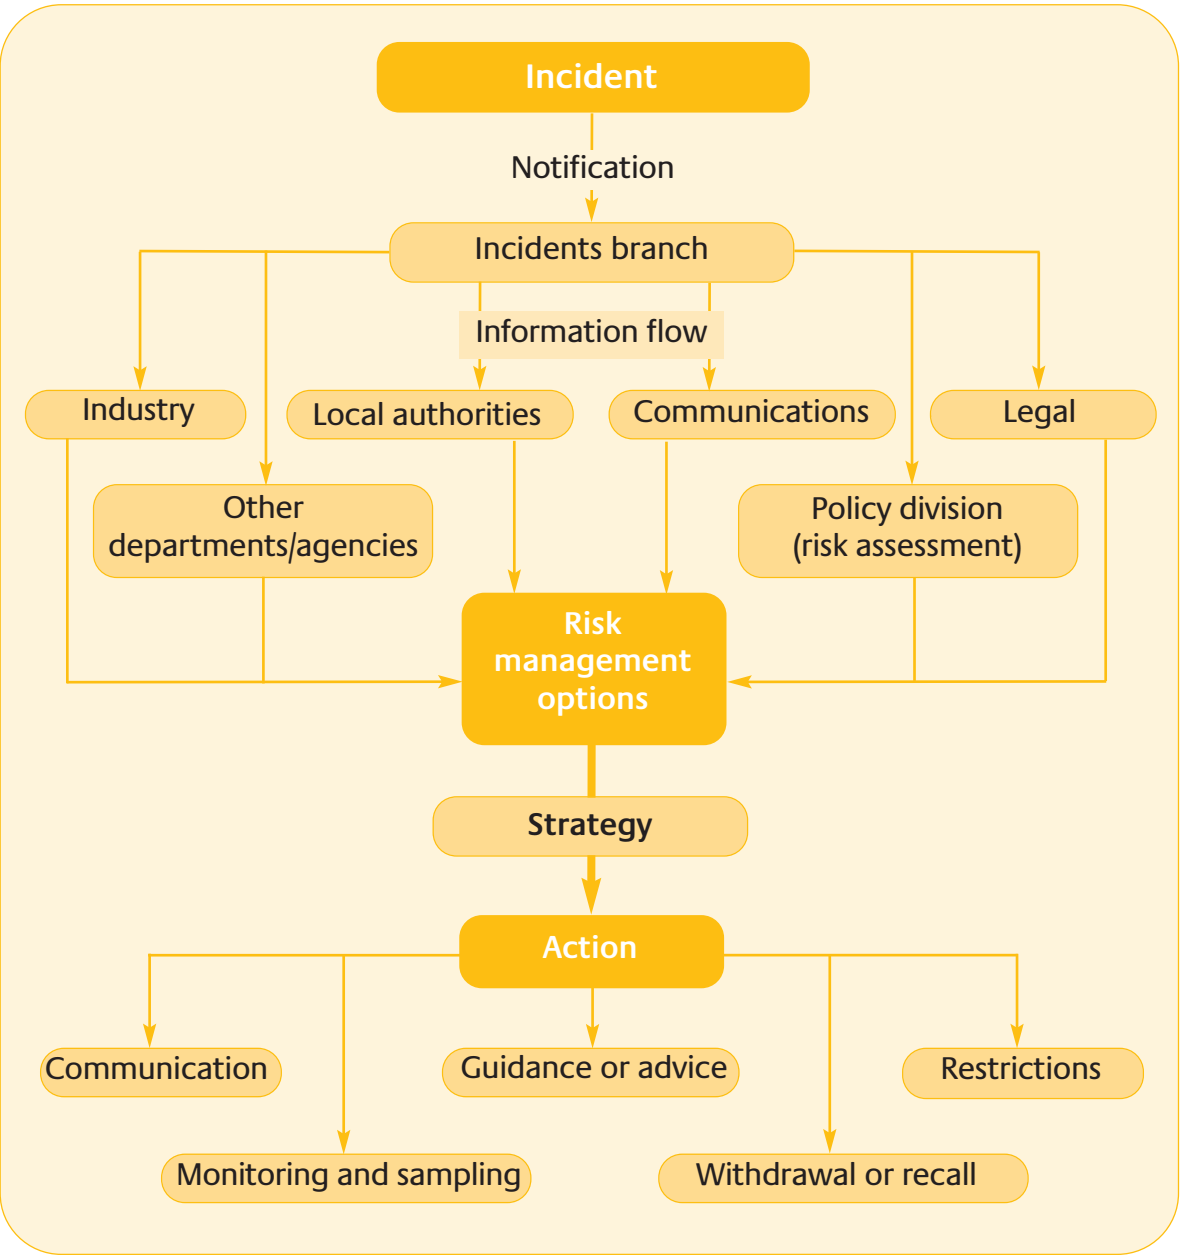 Incident
Notification
Incidents branch
Information flow
Industry
Local authorities
Communications
Legal
Other
departments/agencies
Policy division
(risk assessment)
Risk
management
options
Strategy
Action
Communication
Guidance or advice
Restrictions
Monitoring and sampling
Withdrawal or recall